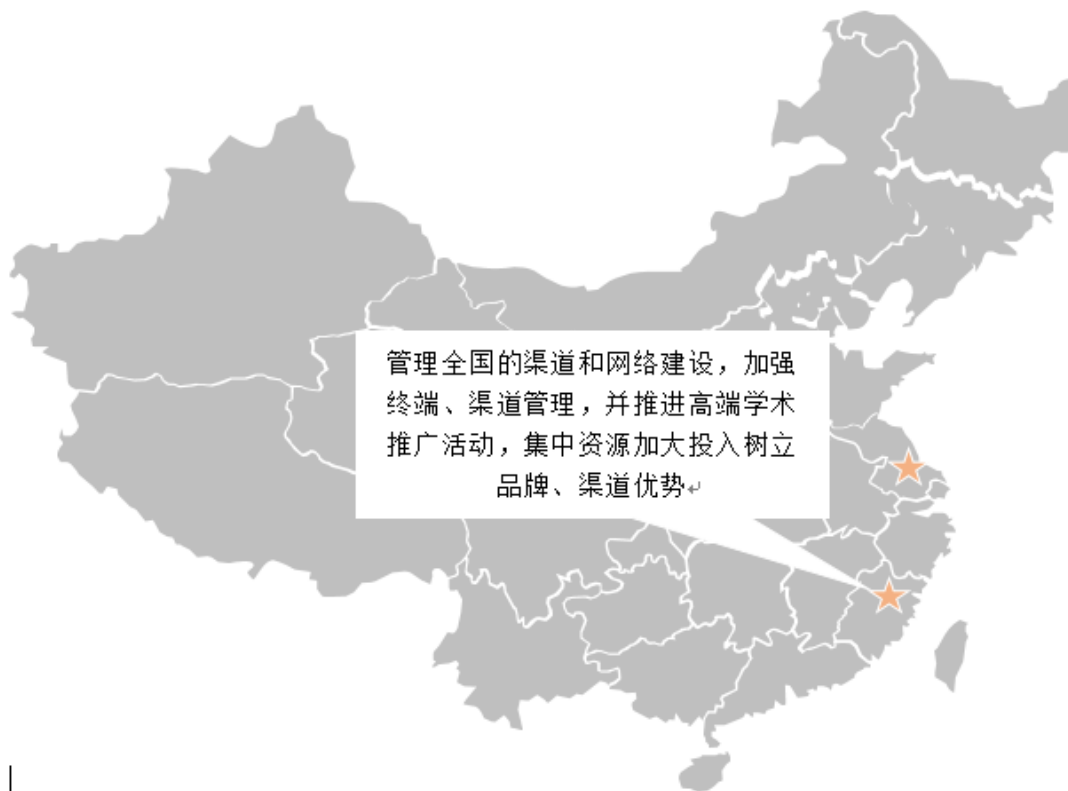 管理全国的渠道和网络建设，加强
终端、渠道管理，并推进高端学术
推广活动，集中资源加大投入树立
品牌、渠道优势